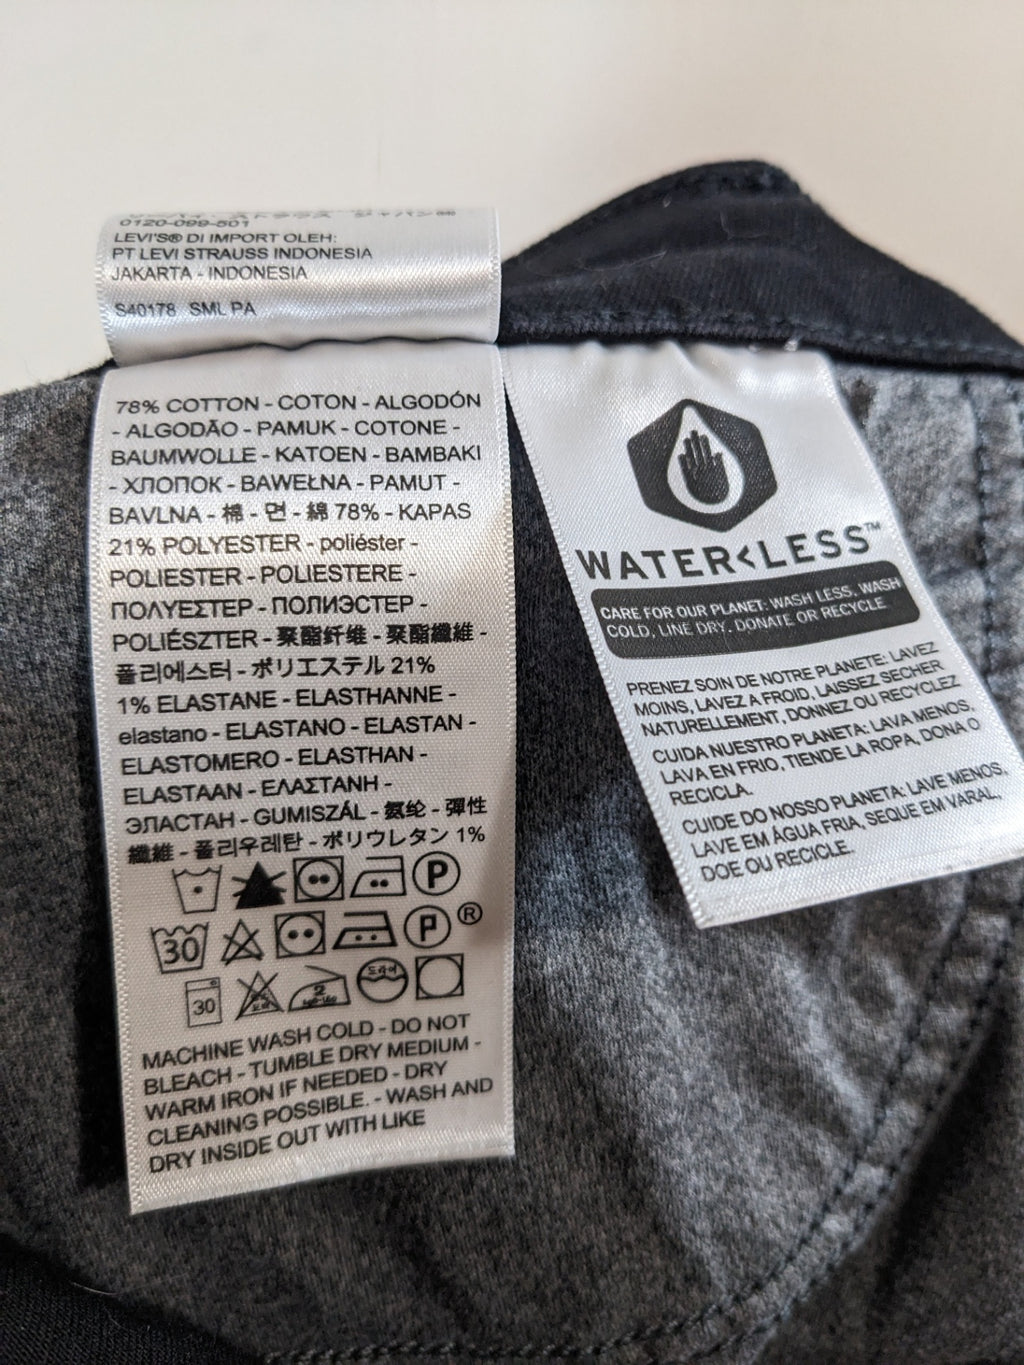 0120-099-501
LEVI'S® DI IMPORT OLEH:
PT LEVI STRAUSS INDONESIA
JAKARTA - INDONESIA
S40178 SML PA
78% COTTON - COTON - ALGODÓN
- ALGODÃO - PAMUK - COTONE -
BAUMWOLLE - KATOEN - BAMBAKI
- ХЛОПОК - BAWEŁNA - PAMUT -
BAVLNA - 棉 - 면 - 綿 78% - KAPAS
21% POLYESTER - poliéster -
POLIESTER - POLIESTERE -
ΠΟΛΥΕΣΤΕΡ - ПОЛИЭСТЕР -
POLIÉSZTER - 聚酯纤维 - 聚酯纖維 -
폴리에스터 - ポリエステル 21%
1% ELASTANE - ELASTHANNE -
elastano - ELASTANO - ELASTAN -
ELASTOMERO - ELASTHAN -
ELASTAAN - ΕΛΑΣΤΑΝΗ -
ЭЛАСТАН - GUMISZÁL - 氨纶 - 彈性
纖維 - 폴리우레탄 - ポリウレタン 1%
P
30 P ®
30 2 드라이
MACHINE WASH COLD - DO NOT
BLEACH - TUMBLE DRY MEDIUM -
WARM IRON IF NEEDED - DRY
CLEANING POSSIBLE. - WASH AND
DRY INSIDE OUT WITH LIKE
WATER<LESS™
CARE FOR OUR PLANET: WASH LESS, WASH
COLD, LINE DRY, DONATE OR RECYCLE.
PRENEZ SOIN DE NOTRE PLANETE: LAVEZ
MOINS, LAVEZ A FROID, LAISSEZ SECHER
NATURELLEMENT, DONNEZ OU RECYCLEZ
CUIDA NUESTRO PLANETA: LAVA MENOS,
LAVA EN FRIO, TIENDE LA ROPA, DONA O
RECICLA.
CUIDE DO NOSSO PLANETA: LAVE MENOS,
LAVE EM ÁGUA FRIA, SEQUE EM VARAL,
DOE OU RECICLE.